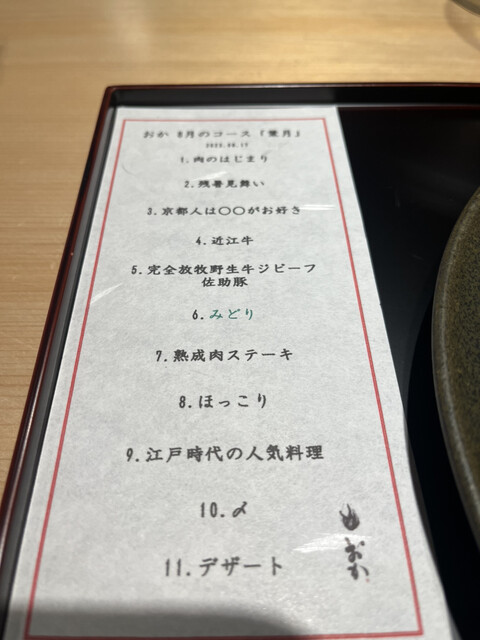 おか 8月のコース「葉月」
1.肉のはじまり
2.残暑見舞い
3.京都人は〇〇がお好き
4.近江牛
5.完全放牧野生牛ジビーフ
佐助豚
6.みどり
7.熟成肉ステーキ
8.ほっこり
9.江戸時代の人気料理
10.〆
11.デザート
おか